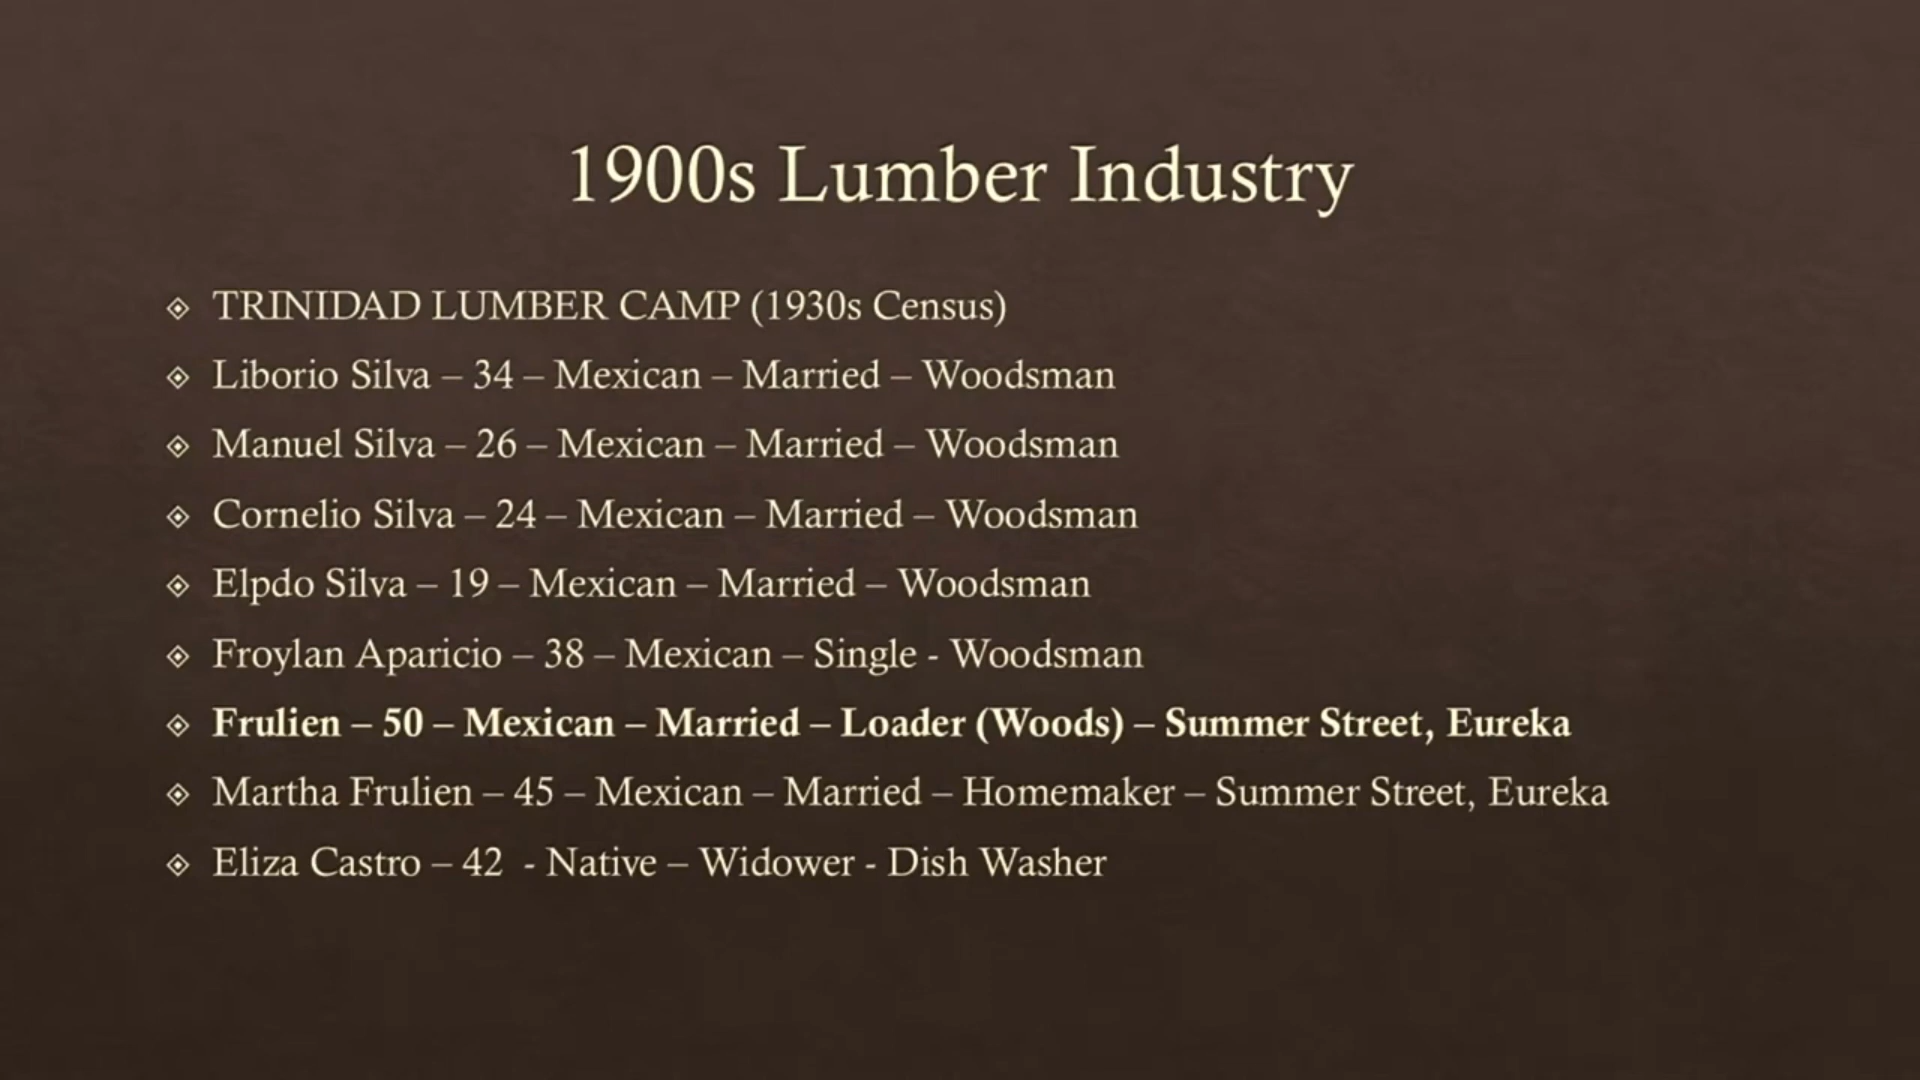 1900s Lumber Industry
TRINIDAD LUMBER CAMP (1930s Census)
Liborio Silva – 34 – Mexican – Married – Woodsman
Manuel Silva – 26 – Mexican – Married – Woodsman
Cornelio Silva – 24 – Mexican – Married – Woodsman
Elpdo Silva – 19 – Mexican – Married – Woodsman
Froylan Aparicio – 38 – Mexican – Single - Woodsman
Frulien – 50 – Mexican – Married – Loader (Woods) – Summer Street, Eureka
Martha Frulien – 45 – Mexican – Married – Homemaker – Summer Street, Eureka
Eliza Castro – 42  - Native – Widower - Dish Washer